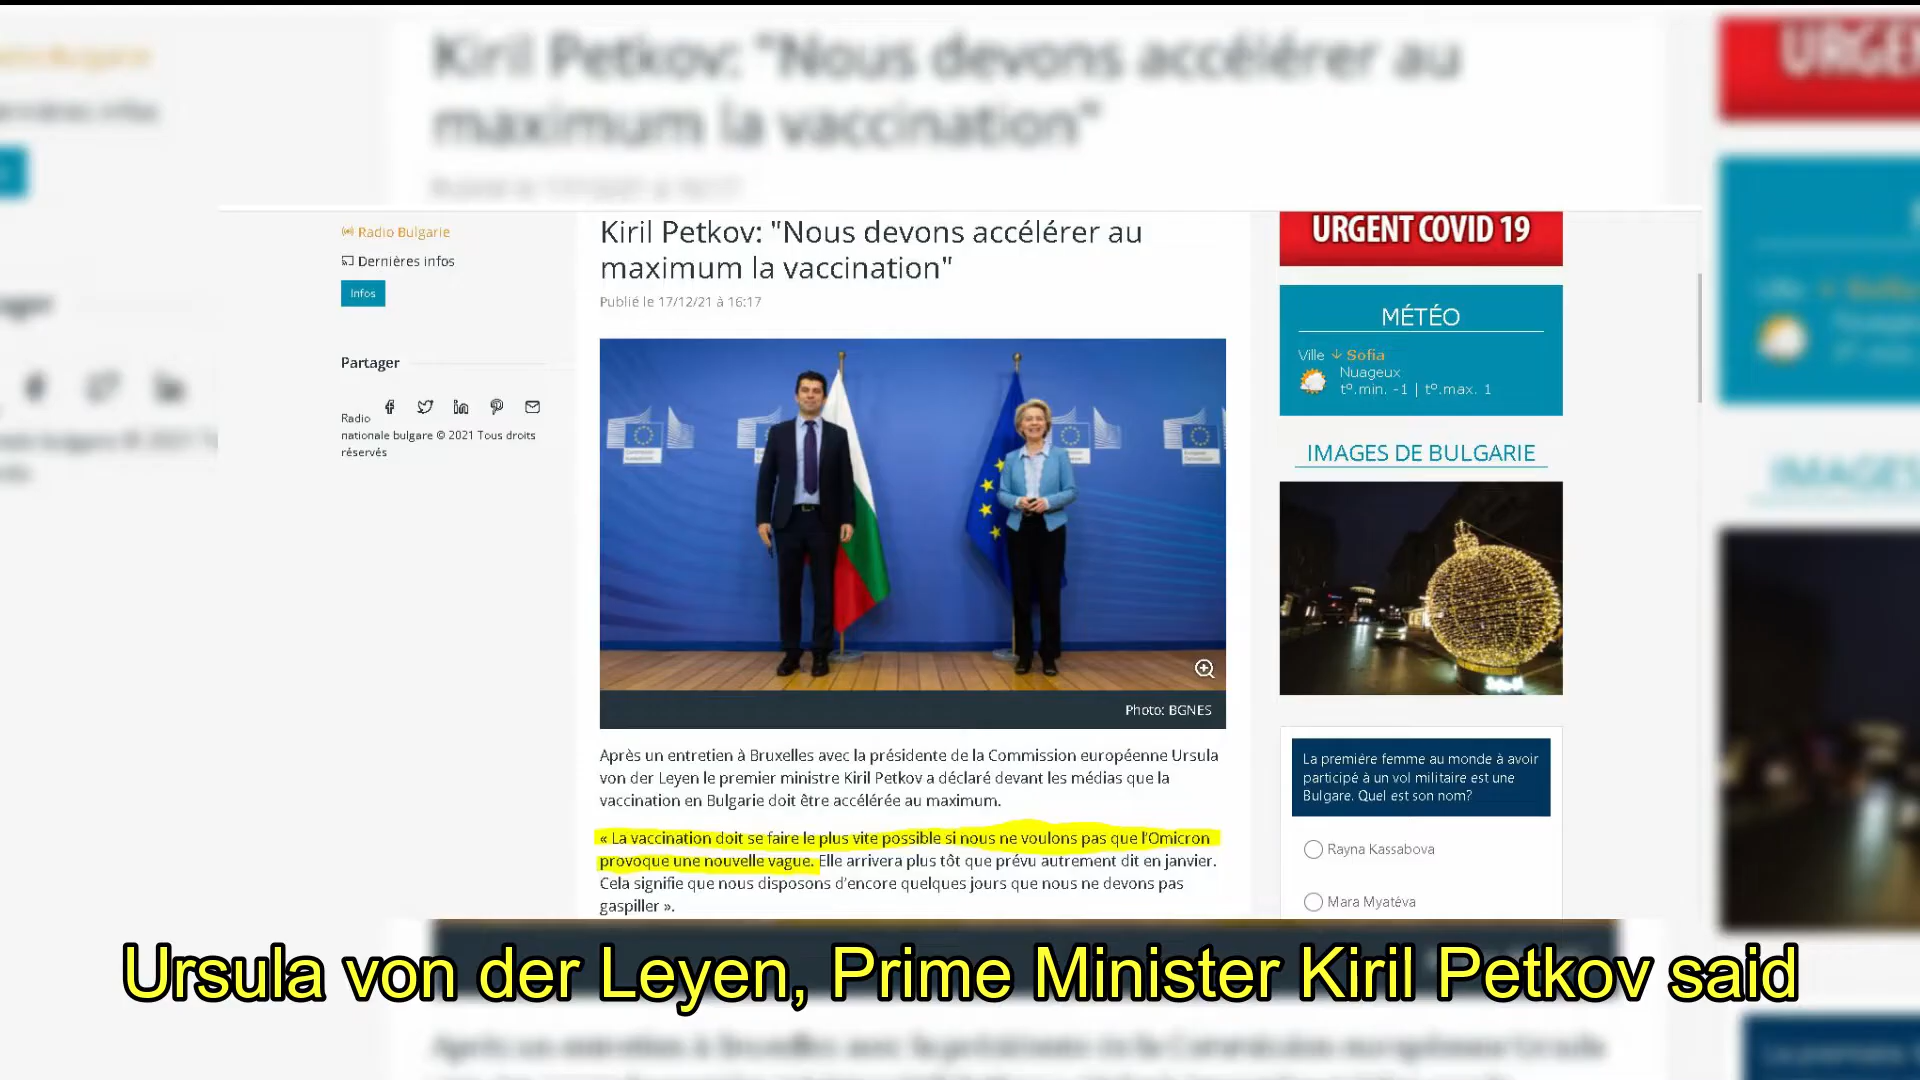 Kiril Petkov: "Nous devons accélérer au
maximum la vaccination"
URGEN
Radio Bulgarie
Dernières infos
Infos
Partager
Radio
nationale bulgare © 2021 Tous droits
réservés
Kiril Petkov: "Nous devons accélérer au
maximum la vaccination"
Publié le 17/12/21 à 16:17
Photo: BGNES
Après un entretien à Bruxelles avec la présidente de la Commission européenne Ursula
von der Leyen le premier ministre Kiril Petkov a déclaré devant les médias que la
vaccination en Bulgarie doit être accélérée au maximum.
« La vaccination doit se faire le plus vite possible si nous ne voulons pas que l'Omicron
provoque une nouvelle vague. Elle arrivera plus tôt que prévu autrement dit en janvier.
Cela signifie que nous disposons d'encore quelques jours que nous ne devons pas
gaspiller ».
URGENT COVID 19
MÉTÉO
Ville Sofia
Nuageux
tº.min. -1 | tº.max. 1
IMAGES DE BULGARIE
IMAGES
La première femme au monde à avoir
participé à un vol militaire est une
Bulgare. Quel est son nom?
Rayna Kassabova
Mara Myatéva
Ursula von der Leyen, Prime Minister Kiril Petkov said